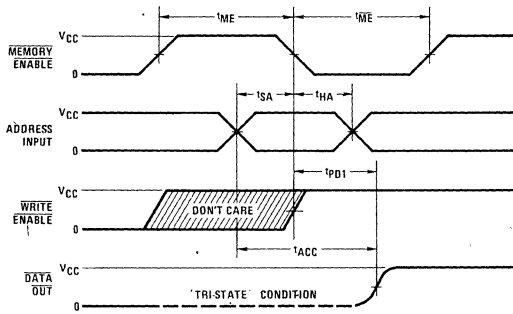 tME
tM̅E̅
VCC
MEMORY
ENABLE
0
tSA
tHA
VCC
ADDRESS
INPUT
0
tPD1
VCC
WRITE
ENABLE
DON'T CARE
0
tACC
VCC
DATA
OUT
'TRI-STATE' CONDITION
0